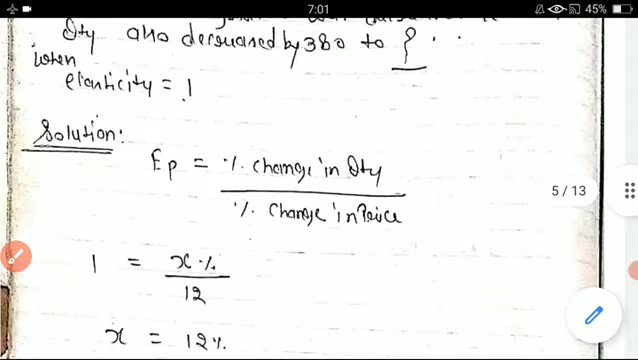 7:01
45%
Qty also decreased by 380 to ?
when
elasticity = 1
Solution:
Ep = % change in Qty
% change in Price
5/13
1 = x %
12
x = 12%